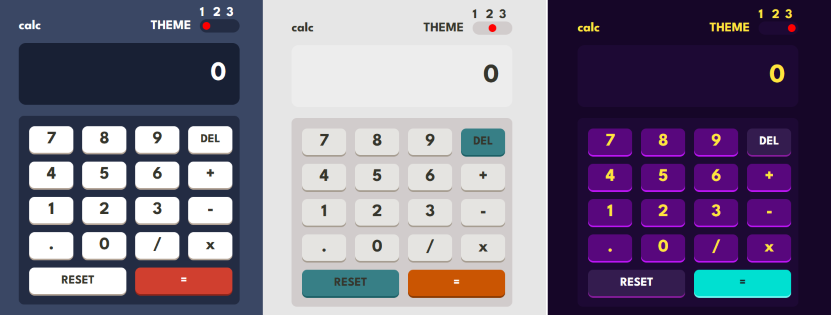 1 2 3
calc THEME
0
7 8 9 DEL
4 5 6 +
1 2 3 -
. 0 / x
RESET =
1 2 3
calc THEME
0
7 8 9 DEL
4 5 6 +
1 2 3 -
. 0 / x
RESET =
1 2 3
calc THEME
0
7 8 9 DEL
4 5 6 +
1 2 3 -
. 0 / x
RESET =